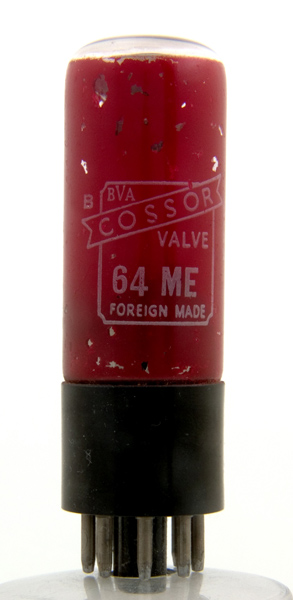 B BVA
COSSOR
VALVE
64 ME
FOREIGN MADE